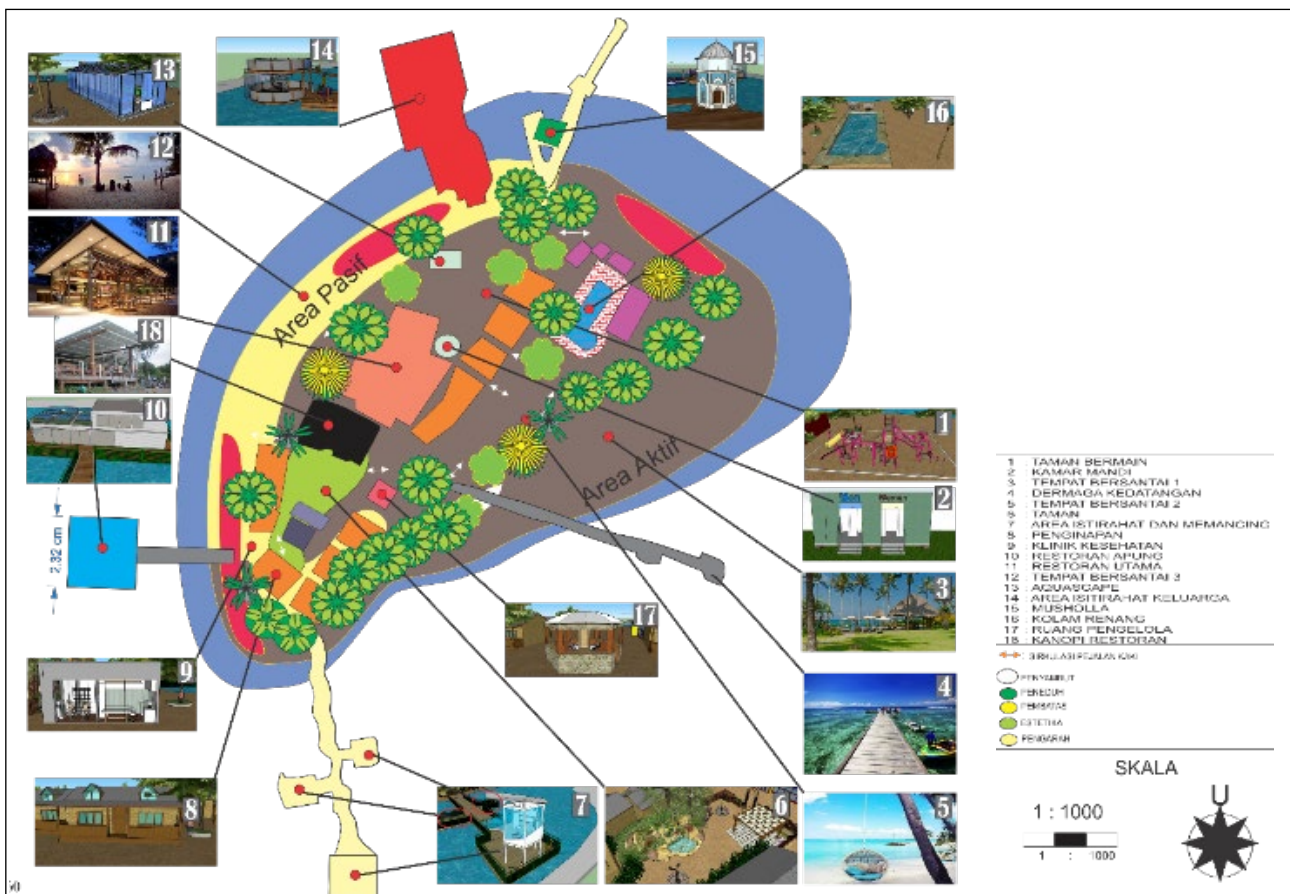 13
14
15
16
12
11
18
10
2.32 cm
9
8
7
6
5
4
3
2
1
17
Area Pasif
Area Aktif
Men Women
1 : TAMAN BERMAIN
2 : KAMAR MANDI
3 : TEMPAT BERSANTAI 1
4 : DERMAGA KEDATANGAN
5 : TEMPAT BERSANTAI 2
6 : TAMAN
7 : AREA ISTIRAHAT DAN MEMANCING
8 : PENGINAPAN
9 : KLINIK KESEHATAN
10 : RESTORAN APUNG
11 : RESTORAN UTAMA
12 : TEMPAT BERSANTAI 3
13 : AQUASCAPE
14 : AREA ISITIRAHAT KELUARGA
15 : MUSHOLLA
16 : KOLAM RENANG
17 : RUANG PENGELOLA
18 : KANOPI RESTORAN
: SIRKULASI PEJALAN KAKI
PENYAMBUT
PENEDUH
PEMBATAS
ESTETIKA
PENGARAH
SKALA
1 : 1000
1 : 1000
U